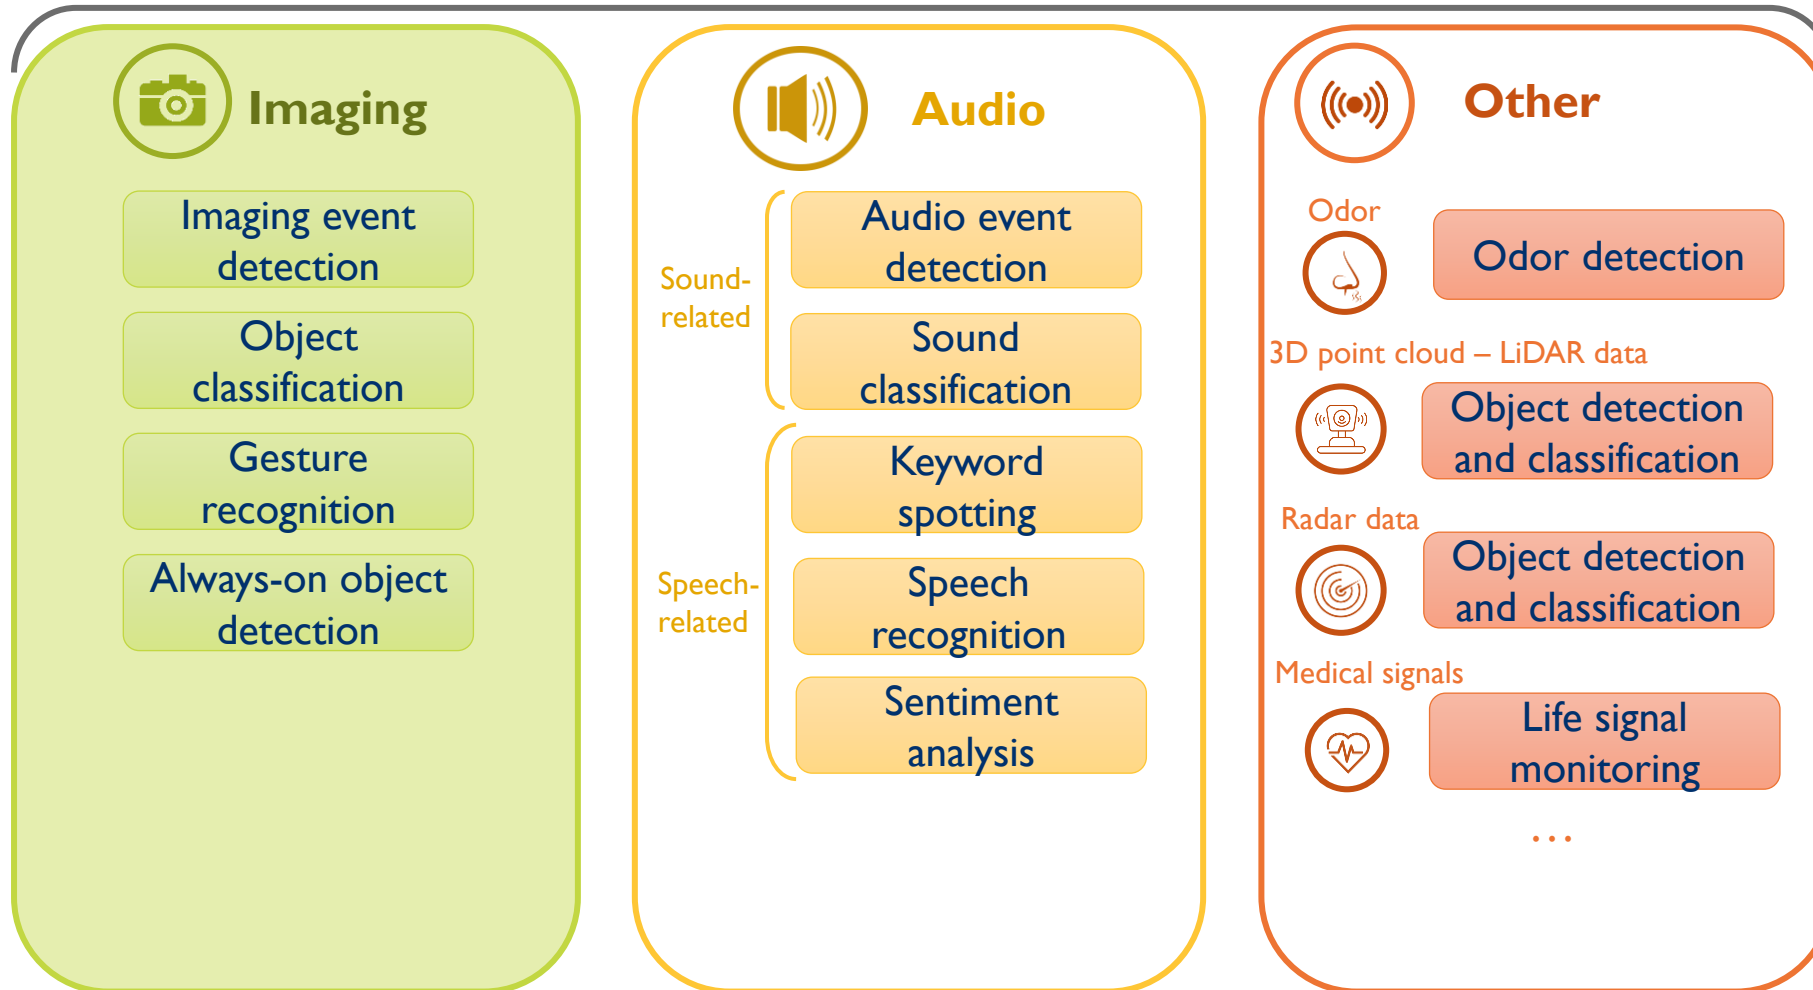 Imaging
Imaging event
detection
Object
classification
Gesture
recognition
Always-on object
detection
Audio
Sound-
related
Audio event
detection
Sound
classification
Speech-
related
Keyword
spotting
Speech
recognition
Sentiment
analysis
Other
Odor
Odor detection
3D point cloud – LiDAR data
Object detection
and classification
Radar data
Object detection
and classification
Medical signals
Life signal
monitoring
...